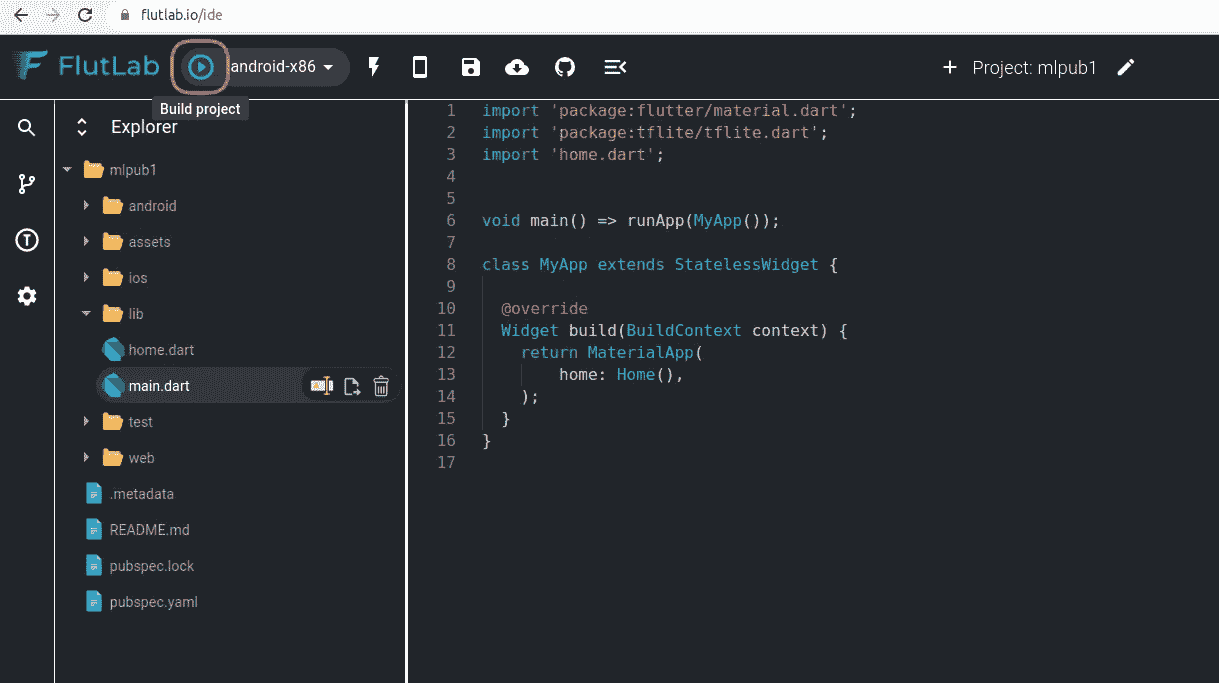 flutlab.io/ide
FlutLab
android-x86
Project: mlpub1
Build project
Explorer
mlpub1
android
assets
ios
lib
home.dart
main.dart
test
web
.metadata
README.md
pubspec.lock
pubspec.yaml
1 import 'package:flutter/material.dart';
2 import 'package:tflite/tflite.dart';
3 import 'home.dart';
4
5
6 void main() => runApp(MyApp());
7
8 class MyApp extends StatelessWidget {
9
10 @override
11 Widget build(BuildContext context) {
12 return MaterialApp(
13 home: Home(),
14 );
15 }
16 }
17